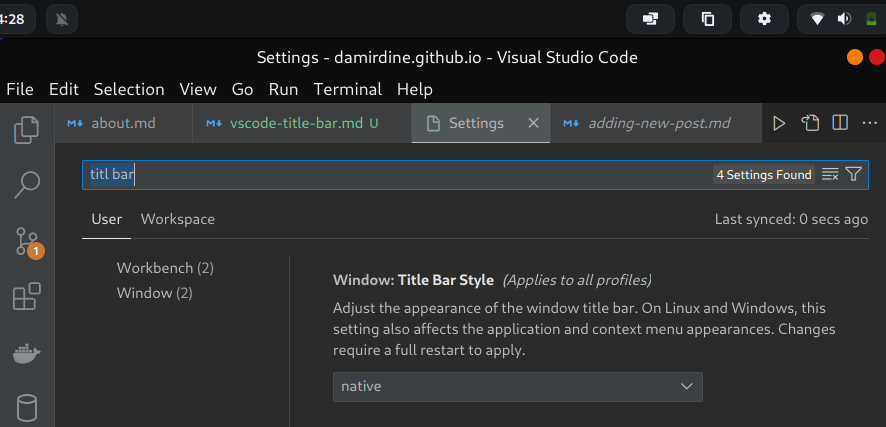 4:28
Settings - damirdine.github.io - Visual Studio Code
File Edit Selection View Go Run Terminal Help
about.md vscode-title-bar.md U Settings adding-new-post.md
titl bar 4 Settings Found
User Workspace Last synced: 0 secs ago
1
Workbench (2)
Window (2)
Window: Title Bar Style (Applies to all profiles)
Adjust the appearance of the window title bar. On Linux and Windows, this
setting also affects the application and context menu appearances. Changes
require a full restart to apply.
native